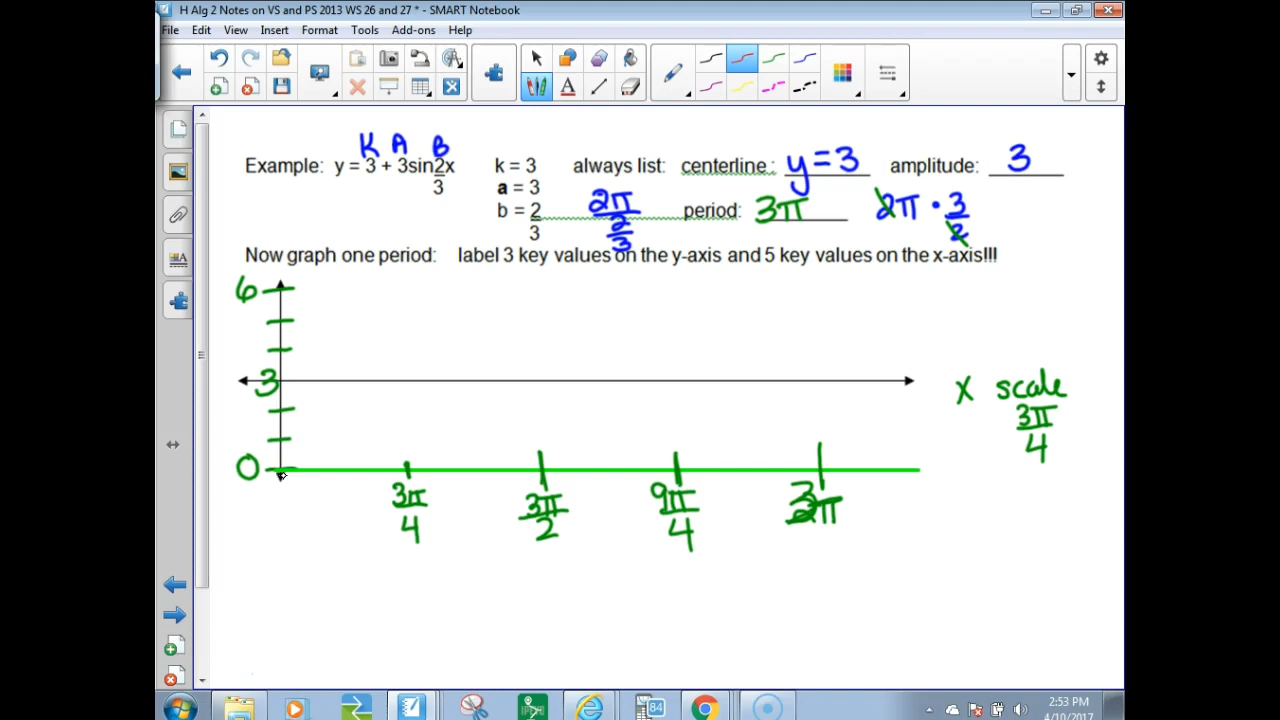 H Alg 2 Notes on VS and PS 2013 WS 26 and 27 * - SMART Notebook
File Edit View Insert Format Tools Add-ons Help
K A B
Example: y = 3 + 3sin2x k = 3 always list: centerline: y = 3 amplitude: 3
3 a = 3
b = 2 2π period: 3π 2π · 3
3 2 2
3
Now graph one period: label 3 key values on the y-axis and 5 key values on the x-axis!!!
6
3
x scale
3π
4
0
3π 3π 9π 3π
4 2 4
84
2:53 PM
4/10/2017